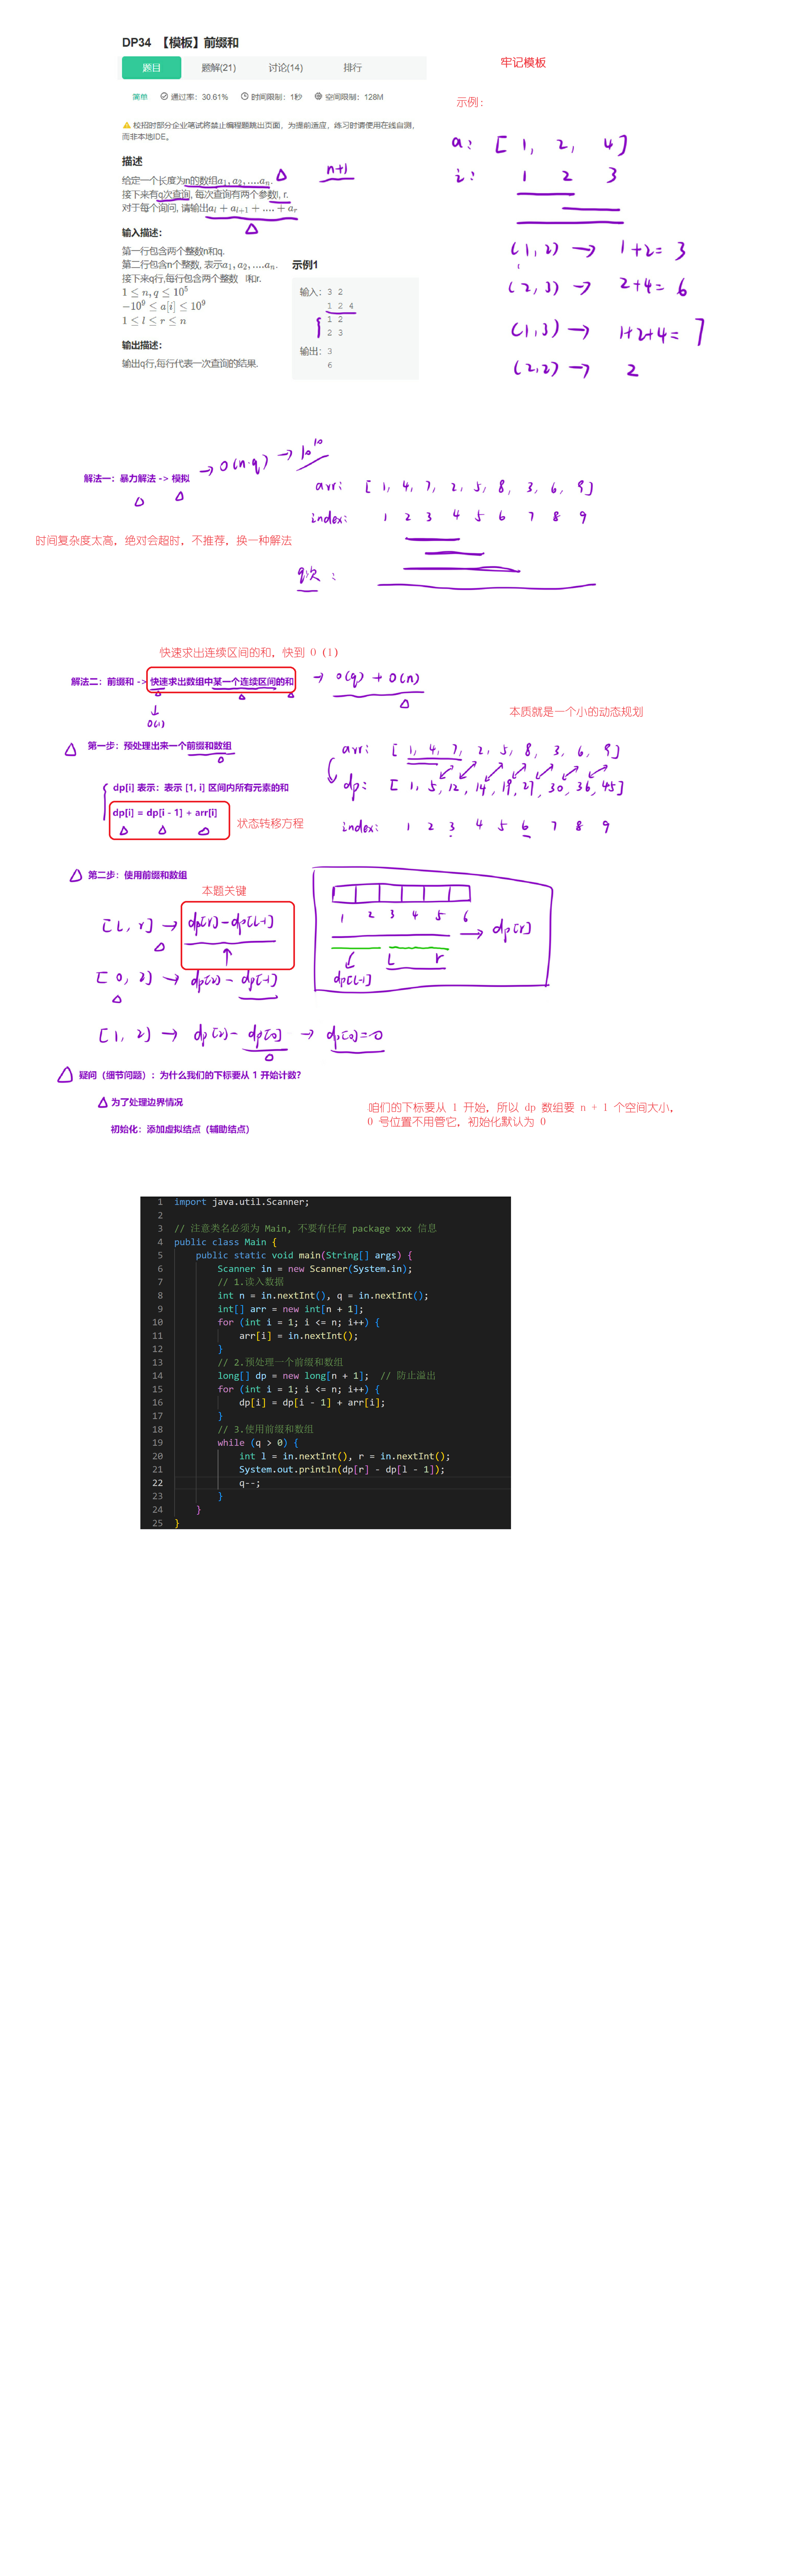 DP34 【模板】前缀和
题目 题解(21) 讨论(14) 排行
简单 通过率：30.61% 时间限制：1秒 空间限制：128M
校招时部分企业笔试将禁止编程题跳出页面，为提前适应，练习时请使用在线自测，
而非本地IDE。
描述
给定一个长度为n的数组a₁, a₂, ....aₙ.
n+1
接下来有q次查询, 每次查询有两个参数l, r.
对于每个询问, 请输出aₗ + aₗ₊₁ + .... + aᵣ
输入描述：
第一行包含两个整数n和q.
第二行包含n个整数, 表示a₁, a₂, ....aₙ.
接下来q行,每行包含两个整数 l和r.
1 ≤ n, q ≤ 10⁵
−10⁹ ≤ a[i] ≤ 10⁹
1 ≤ l ≤ r ≤ n
输出描述：
输出q行,每行代表一次查询的结果.
示例1
输入：3 2
1 2 4
1 2
2 3
输出：3
6
牢记模板
示例：
a： [ 1, 2, 4 ]
i： 1 2 3
(1,2) → 1+2= 3
(2,3) → 2+4= 6
(1,3) → 1+2+4= 7
(2,2) → 2
解法一：暴力解法 -> 模拟
→ O(n·q) → 10¹⁰
arr： [ 1, 4, 7, 2, 5, 8, 3, 6, 9 ]
index： 1 2 3 4 5 6 7 8 9
时间复杂度太高，绝对会超时，不推荐，换一种解法
q次：
快速求出连续区间的和，快到 O（1）
解法二：前缀和 -> 快速求出数组中某一个连续区间的和
→ O(q) + O(n)
↓
O(1)
本质就是一个小的动态规划
第一步：预处理出来一个前缀和数组
arr： [ 1, 4, 7, 2, 5, 8, 3, 6, 9 ]
dp： [ 1, 5, 12, 14, 19, 27, 30, 36, 45 ]
index： 1 2 3 4 5 6 7 8 9
dp[i] 表示：表示 [1, i] 区间内所有元素的和
dp[i] = dp[i - 1] + arr[i]
状态转移方程
第二步：使用前缀和数组
本题关键
[l, r] → dp[r]-dp[l-1]
1 2 3 4 5 6 → dp[r]
l r
dp[l-1]
[0, 2] → dp[2] - dp[-1]
[1, 2] → dp[2] - dp[0] → dp[0]=0
疑问（细节问题）：为什么我们的下标要从 1 开始计数？
为了处理边界情况
初始化：添加虚拟结点（辅助结点）
咱们的下标要从 1 开始，所以 dp 数组要 n + 1 个空间大小，
0 号位置不用管它，初始化默认为 0
1 import java.util.Scanner;
2
3 // 注意类名必须为 Main, 不要有任何 package xxx 信息
4 public class Main {
5 public static void main(String[] args) {
6 Scanner in = new Scanner(System.in);
7 // 1.读入数据
8 int n = in.nextInt(), q = in.nextInt();
9 int[] arr = new int[n + 1];
10 for (int i = 1; i <= n; i++) {
11 arr[i] = in.nextInt();
12 }
13 // 2.预处理一个前缀和数组
14 long[] dp = new long[n + 1]; // 防止溢出
15 for (int i = 1; i <= n; i++) {
16 dp[i] = dp[i - 1] + arr[i];
17 }
18 // 3.使用前缀和数组
19 while (q > 0) {
20 int l = in.nextInt(), r = in.nextInt();
21 System.out.println(dp[r] - dp[l - 1]);
22 q--;
23 }
24 }
25 }